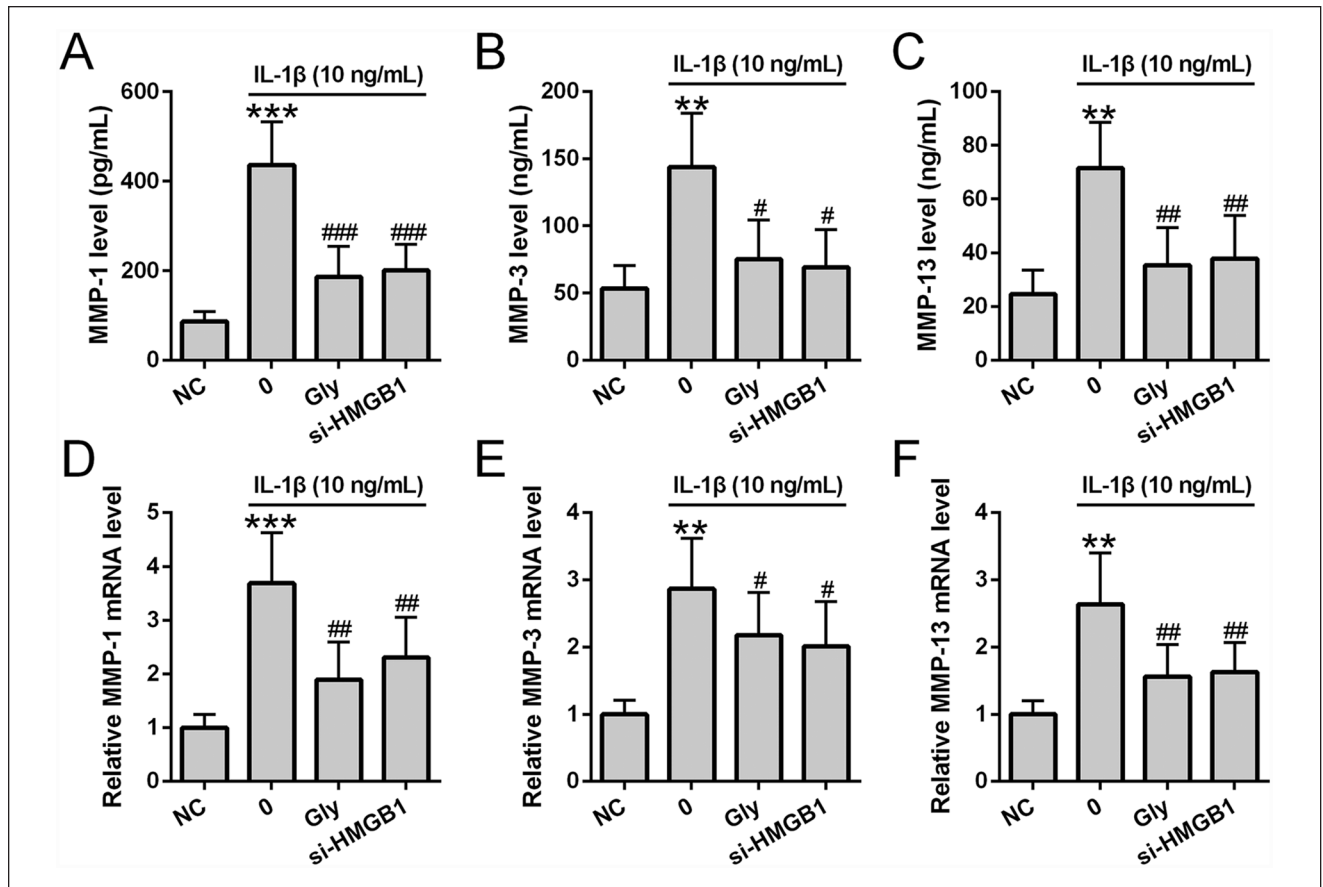 A
IL-1β (10 ng/mL)
MMP-1 level (pg/mL)
600
400
200
0
***
###
###
NC
0
Gly
si-HMGB1
B
IL-1β (10 ng/mL)
MMP-3 level (ng/mL)
200
150
100
50
0
**
#
#
NC
0
Gly
si-HMGB1
C
IL-1β (10 ng/mL)
MMP-13 level (ng/mL)
100
80
60
40
20
0
**
##
##
NC
0
Gly
si-HMGB1
D
IL-1β (10 ng/mL)
Relative MMP-1 mRNA level
5
4
3
2
1
0
***
##
##
NC
0
Gly
si-HMGB1
E
IL-1β (10 ng/mL)
Relative MMP-3 mRNA level
4
3
2
1
0
**
#
#
NC
0
Gly
si-HMGB1
F
IL-1β (10 ng/mL)
Relative MMP-13 mRNA level
4
3
2
1
0
**
##
##
NC
0
Gly
si-HMGB1